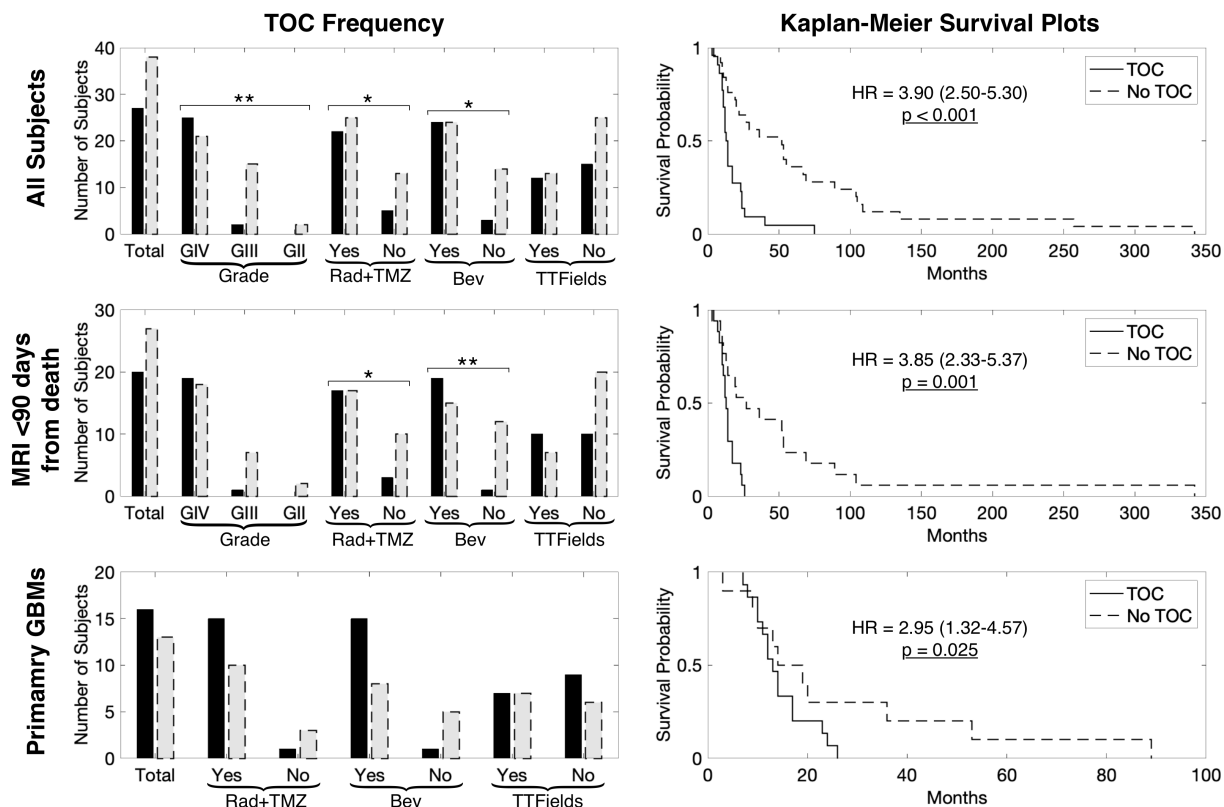 TOC Frequency
Kaplan-Meier Survival Plots
All Subjects
Number of Subjects
40
30
20
10
0
**
*
*
Total GIV GIII GII Yes No Yes No Yes No
Grade Rad+TMZ Bev TTFields
Survival Probability
1
0.5
0
HR = 3.90 (2.50-5.30)
p < 0.001
TOC
No TOC
0 50 100 150 200 250 300 350
Months
MRI <90 days
from death
Number of Subjects
30
20
10
0
*
**
Total GIV GIII GII Yes No Yes No Yes No
Grade Rad+TMZ Bev TTFields
Survival Probability
1
0.5
0
HR = 3.85 (2.33-5.37)
p = 0.001
TOC
No TOC
0 50 100 150 200 250 300 350
Months
Primamry GBMs
Number of Subjects
20
15
10
5
0
Total Yes No Yes No Yes No
Rad+TMZ Bev TTFields
Survival Probability
1
0.5
0
HR = 2.95 (1.32-4.57)
p = 0.025
TOC
No TOC
0 20 40 60 80 100
Months